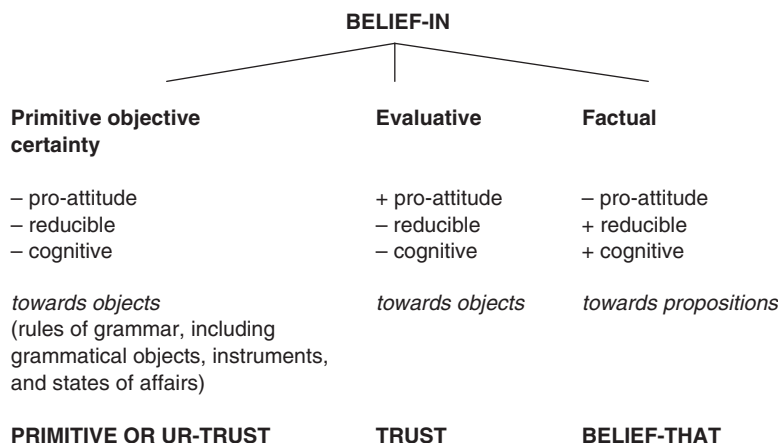 BELIEF-IN
Primitive objective
certainty
– pro-attitude
– reducible
– cognitive
towards objects
(rules of grammar, including
grammatical objects, instruments,
and states of affairs)
PRIMITIVE OR UR-TRUST
Evaluative
+ pro-attitude
– reducible
– cognitive
towards objects
TRUST
Factual
– pro-attitude
+ reducible
+ cognitive
towards propositions
BELIEF-THAT